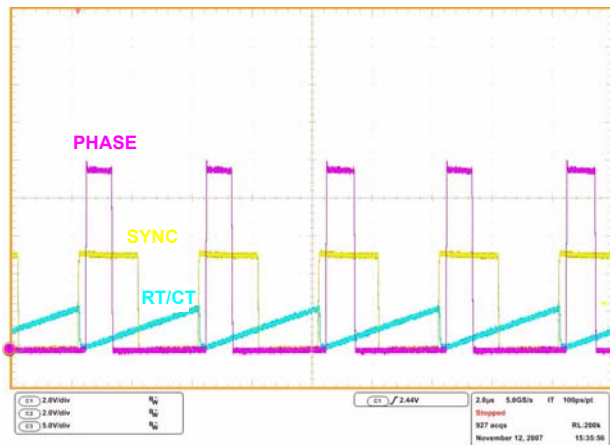 PHASE
SYNC
RT/CT
C1 2.0V/div
C2 2.0V/div
C3 5.0V/div
C1 2.44V
2.0µs 5.0GS/s IT 100ps/pt
Stopped
927 acqs RL:200k
November 12, 2007 15:35:56